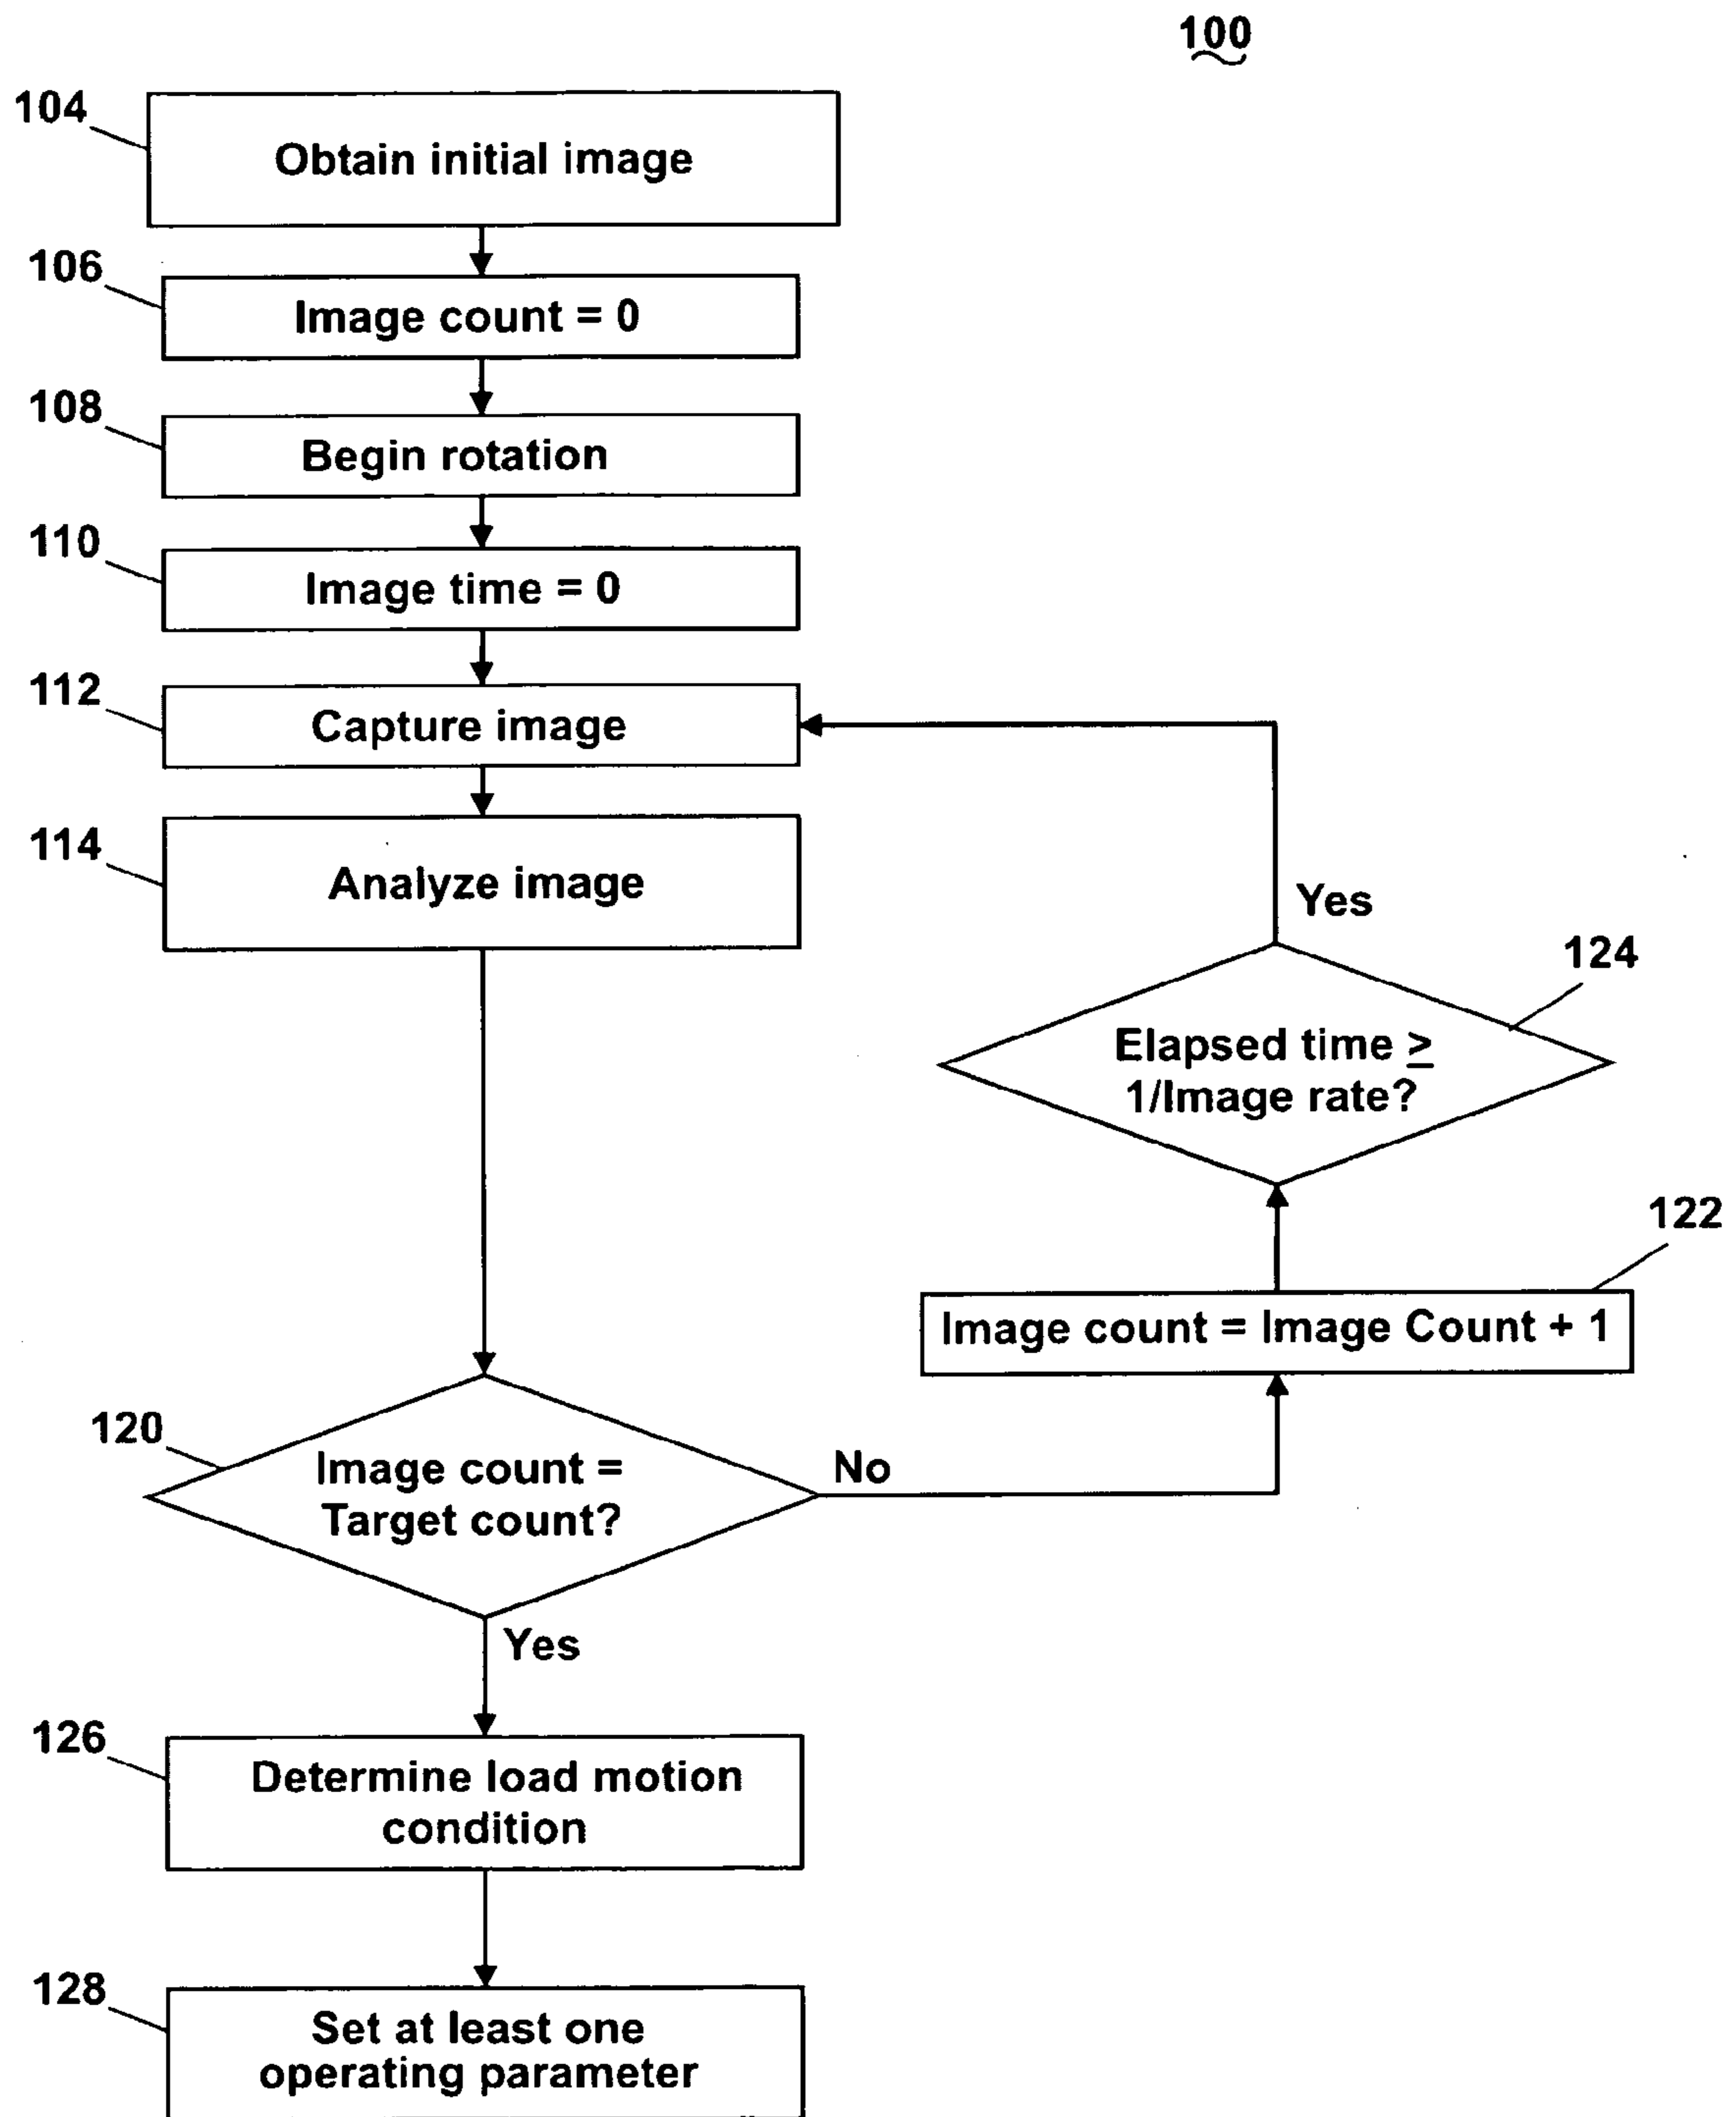 100
104
Obtain initial image
106
Image count = 0
108
Begin rotation
110
Image time = 0
112
Capture image
114
Analyze image
Yes
124
Elapsed time ≥
1/Image rate?
122
Image count = Image Count + 1
120
Image count =
Target count?
No
Yes
126
Determine load motion
condition
128
Set at least one
operating parameter